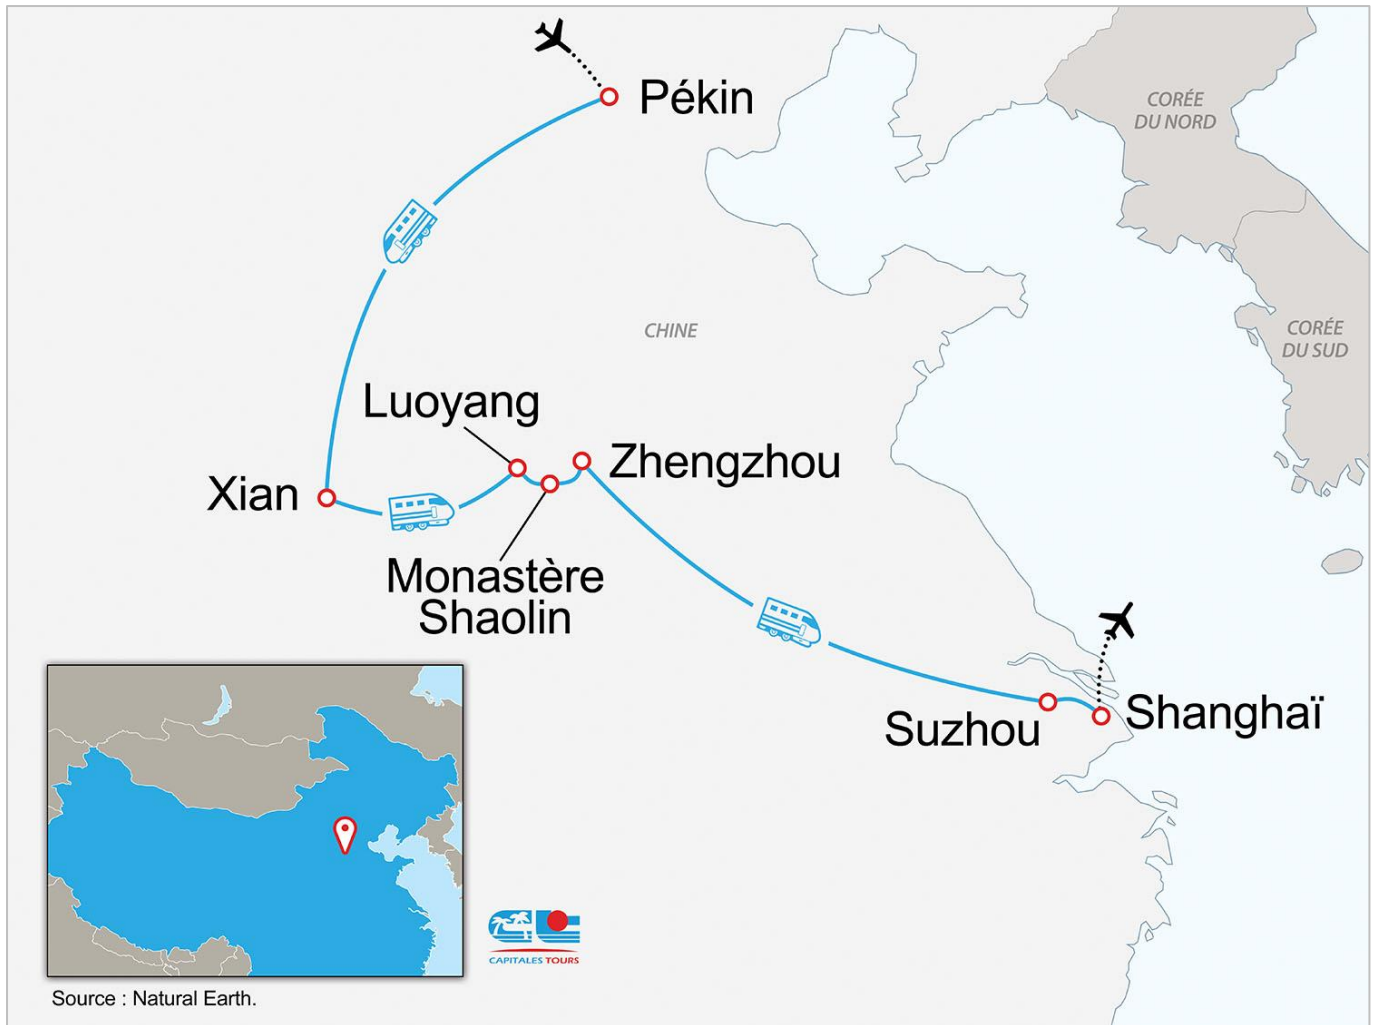 Pékin
CORÉE
DU NORD
CHINE
CORÉE
DU SUD
Luoyang
Zhengzhou
Xian
Monastère
Shaolin
Suzhou
Shanghaï
CAPITALES TOURS
Source : Natural Earth.